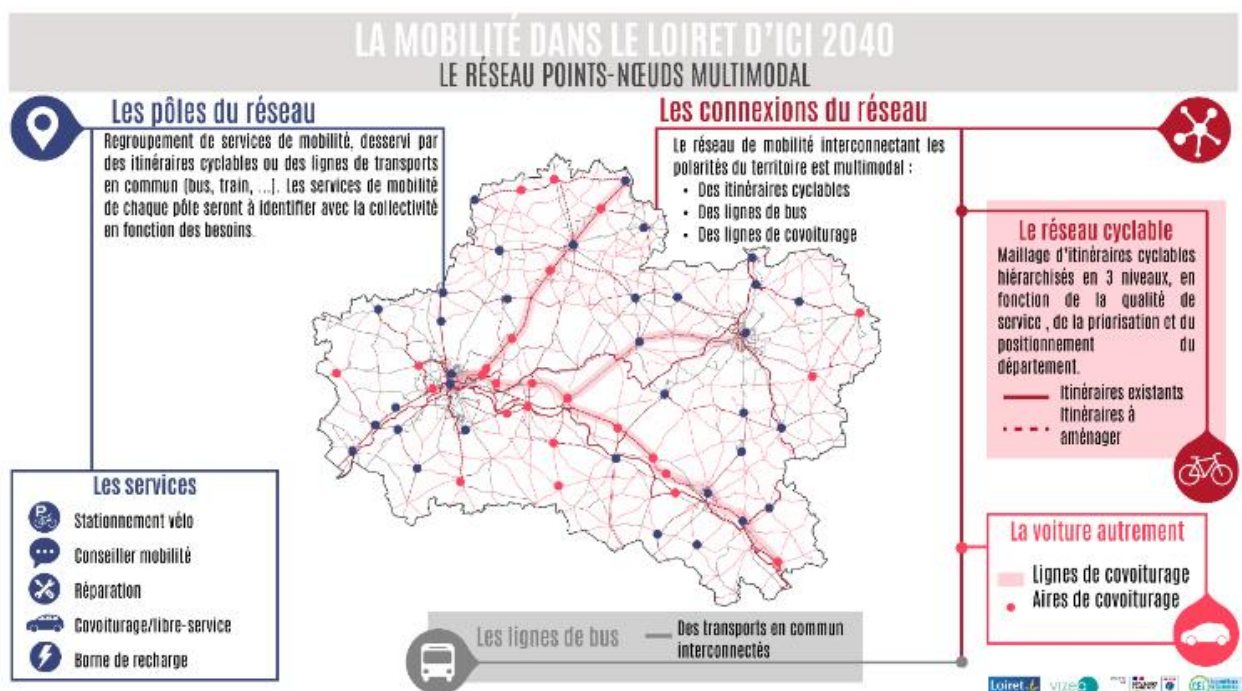 LA MOBILITÉ DANS LE LOIRET D'ICI 2040
LE RÉSEAU POINTS-NŒUDS MULTIMODAL
Les pôles du réseau
Regroupement de services de mobilité, desservi par
des itinéraires cyclables ou des lignes de transports
en commun (bus, train, ...). Les services de mobilité
de chaque pôle seront à identifier avec la collectivité
en fonction des besoins.
Les connexions du réseau
Le réseau de mobilité interconnectant les
polarités du territoire est multimodal :
• Des itinéraires cyclables
• Des lignes de bus
• Des lignes de covoiturage
Le réseau cyclable
Maillage d'itinéraires cyclables
hiérarchisés en 3 niveaux, en
fonction de la qualité de
service , de la priorisation et du
positionnement du
département.
Itinéraires existants
Itinéraires à
aménager
Les services
P
Stationnement vélo
Conseiller mobilité
Réparation
Covoiturage/libre-service
Borne de recharge
La voiture autrement
Lignes de covoiturage
Aires de covoiturage
Les lignes de bus
Des transports en commun
interconnectés
Loiret
vizea